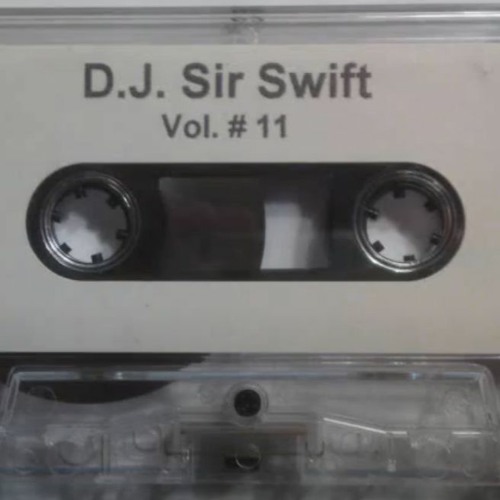 D.J. Sir Swift
Vol. # 11